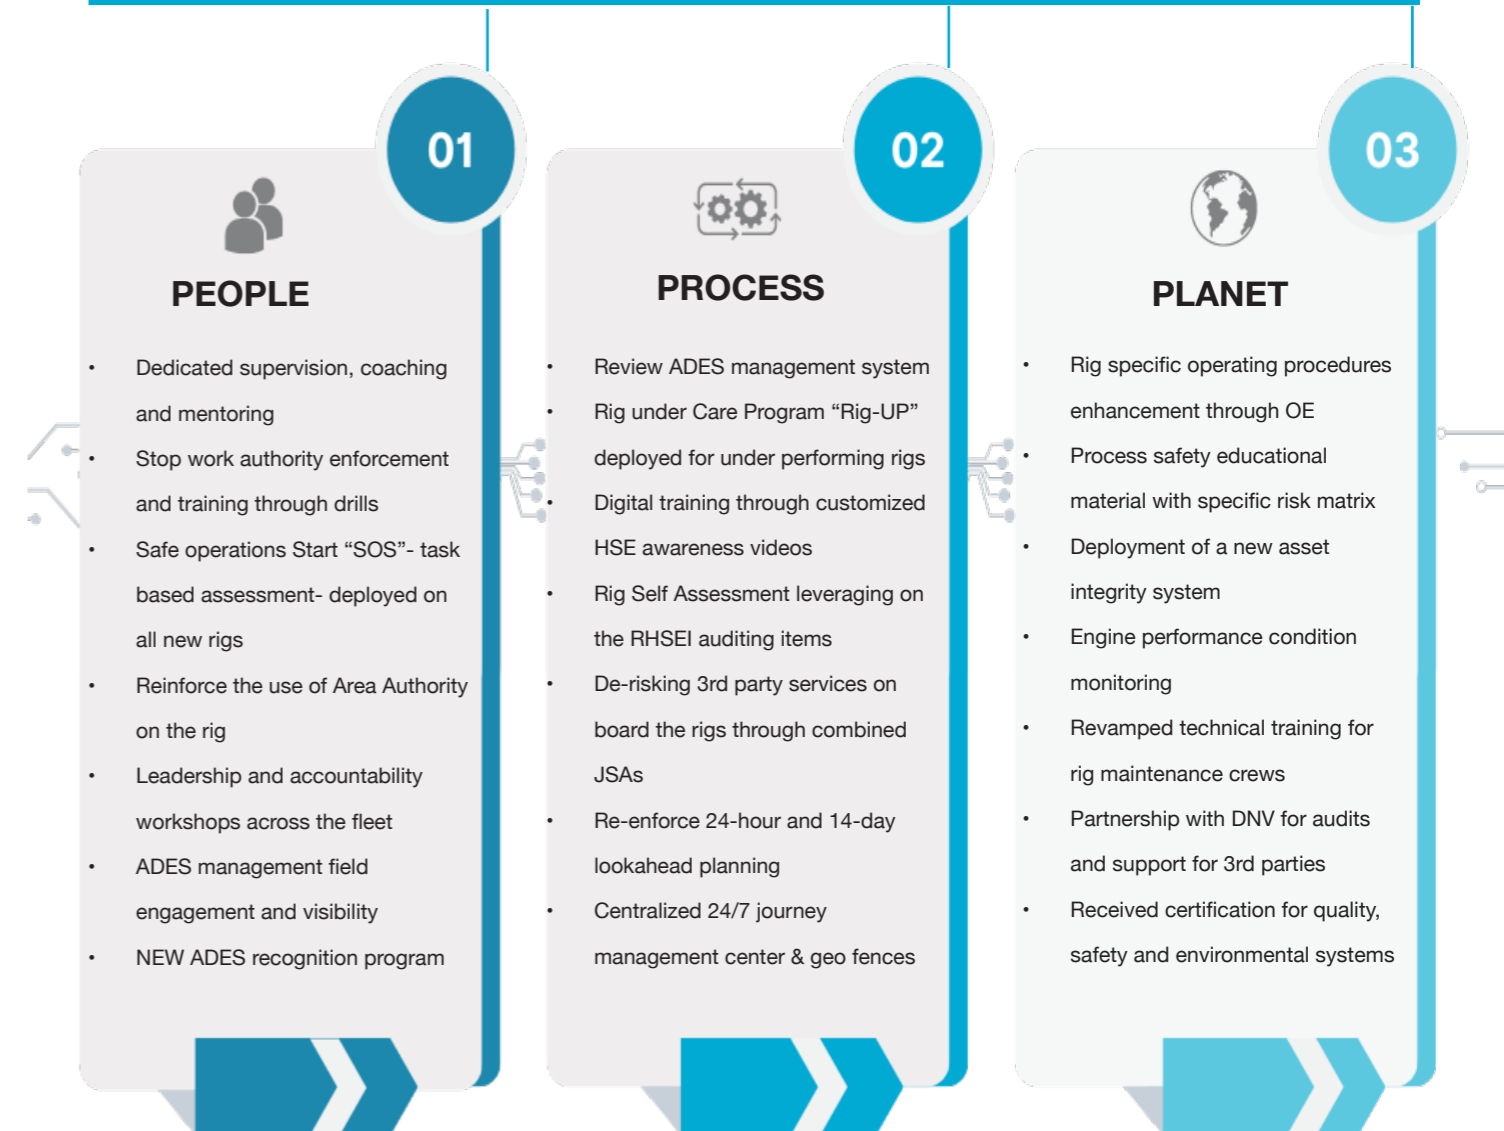 01
PEOPLE
• Dedicated supervision, coaching
and mentoring
• Stop work authority enforcement
and training through drills
• Safe operations Start “SOS”- task
based assessment- deployed on
all new rigs
• Reinforce the use of Area Authority
on the rig
• Leadership and accountability
workshops across the fleet
• ADES management field
engagement and visibility
• NEW ADES recognition program
02
PROCESS
• Review ADES management system
• Rig under Care Program “Rig-UP”
deployed for under performing rigs
• Digital training through customized
HSE awareness videos
• Rig Self Assessment leveraging on
the RHSEI auditing items
• De-risking 3rd party services on
board the rigs through combined
JSAs
• Re-enforce 24-hour and 14-day
lookahead planning
• Centralized 24/7 journey
management center & geo fences
03
PLANET
• Rig specific operating procedures
enhancement through OE
• Process safety educational
material with specific risk matrix
• Deployment of a new asset
integrity system
• Engine performance condition
monitoring
• Revamped technical training for
rig maintenance crews
• Partnership with DNV for audits
and support for 3rd parties
• Received certification for quality,
safety and environmental systems